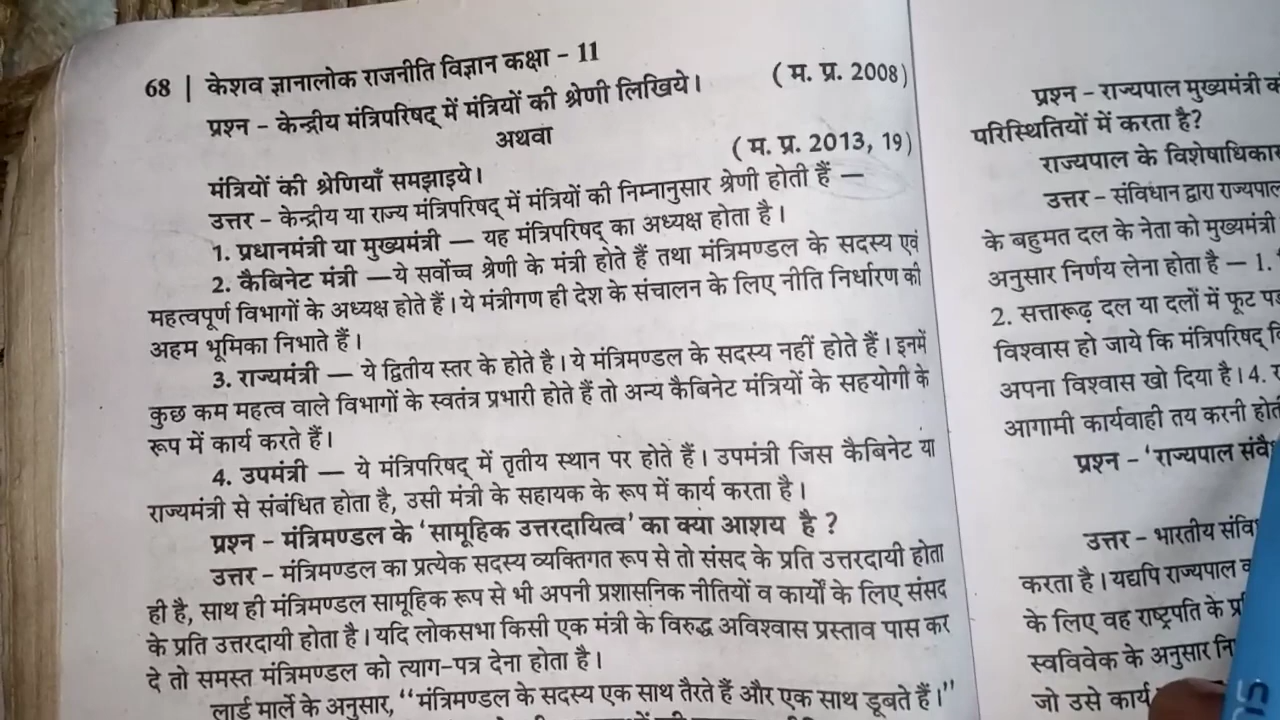 68 | केशव ज्ञानालोक राजनीति विज्ञान कक्षा - 11
प्रश्न - केन्द्रीय मंत्रिपरिषद् में मंत्रियों की श्रेणी लिखिये। (म. प्र. 2008)
अथवा
मंत्रियों की श्रेणियाँ समझाइये। (म. प्र. 2013, 19)
उत्तर - केन्द्रीय या राज्य मंत्रिपरिषद् में मंत्रियों की निम्नानुसार श्रेणी होती हैं —
1. प्रधानमंत्री या मुख्यमंत्री — यह मंत्रिपरिषद् का अध्यक्ष होता है।
2. कैबिनेट मंत्री —ये सर्वोच्च श्रेणी के मंत्री होते हैं तथा मंत्रिमण्डल के सदस्य एवं
महत्वपूर्ण विभागों के अध्यक्ष होते हैं। ये मंत्रीगण ही देश के संचालन के लिए नीति निर्धारण की
अहम भूमिका निभाते हैं।
3. राज्यमंत्री — ये द्वितीय स्तर के होते है। ये मंत्रिमण्डल के सदस्य नहीं होते हैं। इनमें
कुछ कम महत्व वाले विभागों के स्वतंत्र प्रभारी होते हैं तो अन्य कैबिनेट मंत्रियों के सहयोगी के
रूप में कार्य करते हैं।
4. उपमंत्री — ये मंत्रिपरिषद् में तृतीय स्थान पर होते हैं। उपमंत्री जिस कैबिनेट या
राज्यमंत्री से संबंधित होता है, उसी मंत्री के सहायक के रूप में कार्य करता है।
प्रश्न - मंत्रिमण्डल के 'सामूहिक उत्तरदायित्व' का क्या आशय है ?
उत्तर - मंत्रिमण्डल का प्रत्येक सदस्य व्यक्तिगत रूप से तो संसद के प्रति उत्तरदायी होता
ही है, साथ ही मंत्रिमण्डल सामूहिक रूप से भी अपनी प्रशासनिक नीतियों व कार्यों के लिए संसद
के प्रति उत्तरदायी होता है। यदि लोकसभा किसी एक मंत्री के विरुद्ध अविश्वास प्रस्ताव पास कर
दे तो समस्त मंत्रिमण्डल को त्याग-पत्र देना होता है।
लार्ड मार्ले के अनुसार, "मंत्रिमण्डल के सदस्य एक साथ तैरते हैं और एक साथ डूबते हैं।"
प्रश्न - राज्यपाल मुख्यमंत्री
परिस्थितियों में करता है?
राज्यपाल के विशेषाधिकार
उत्तर - संविधान द्वारा राज्यपाल
के बहुमत दल के नेता को मुख्यमंत्री
अनुसार निर्णय लेना होता है — 1.
2. सत्तारूढ़ दल या दलों में फूट
विश्वास हो जाये कि मंत्रिपरिषद्
अपना विश्वास खो दिया है। 4.
आगामी कार्यवाही तय करनी
प्रश्न - 'राज्यपाल
उत्तर - भारतीय
करता है। यद्यपि राज्यपाल
के लिए वह राष्ट्रपति के
स्वविवेक के अनुसार
जो उसे कार्य